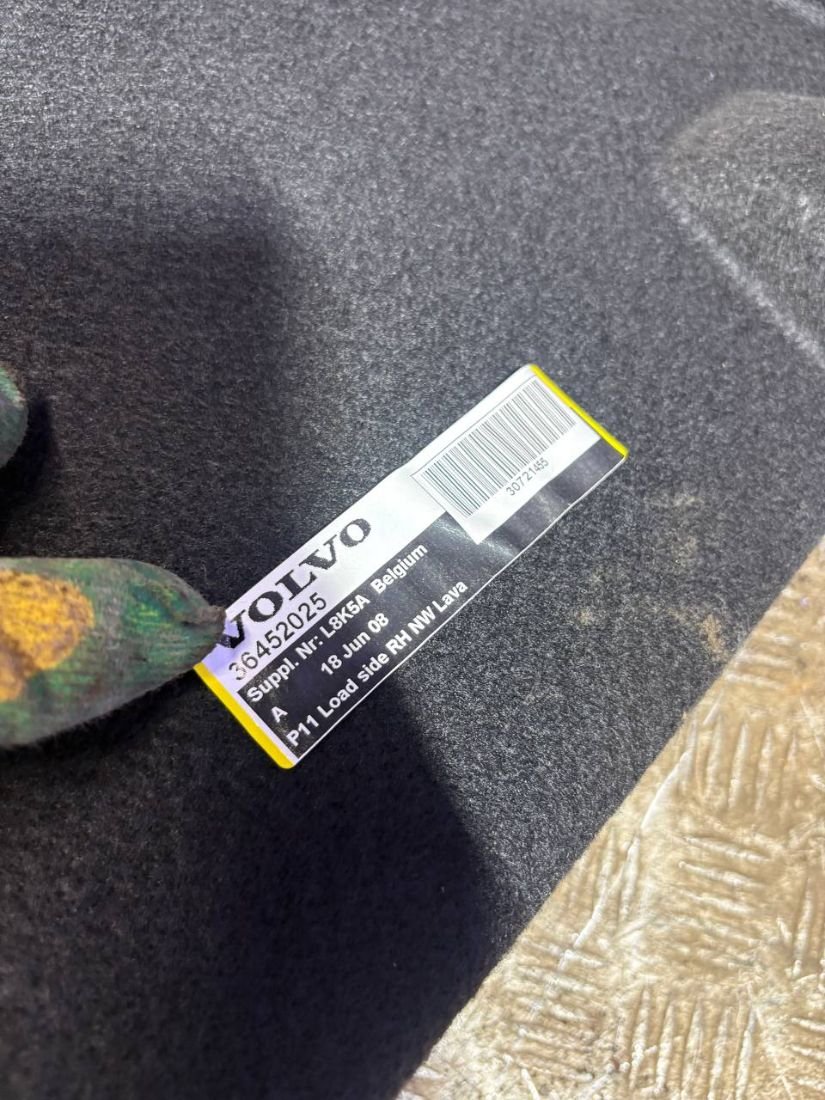 VOLVO
36452025
Suppl. Nr: L8K5A Belgium
A 18 Jun 08
P11 Load side RH NW Lava
30721455